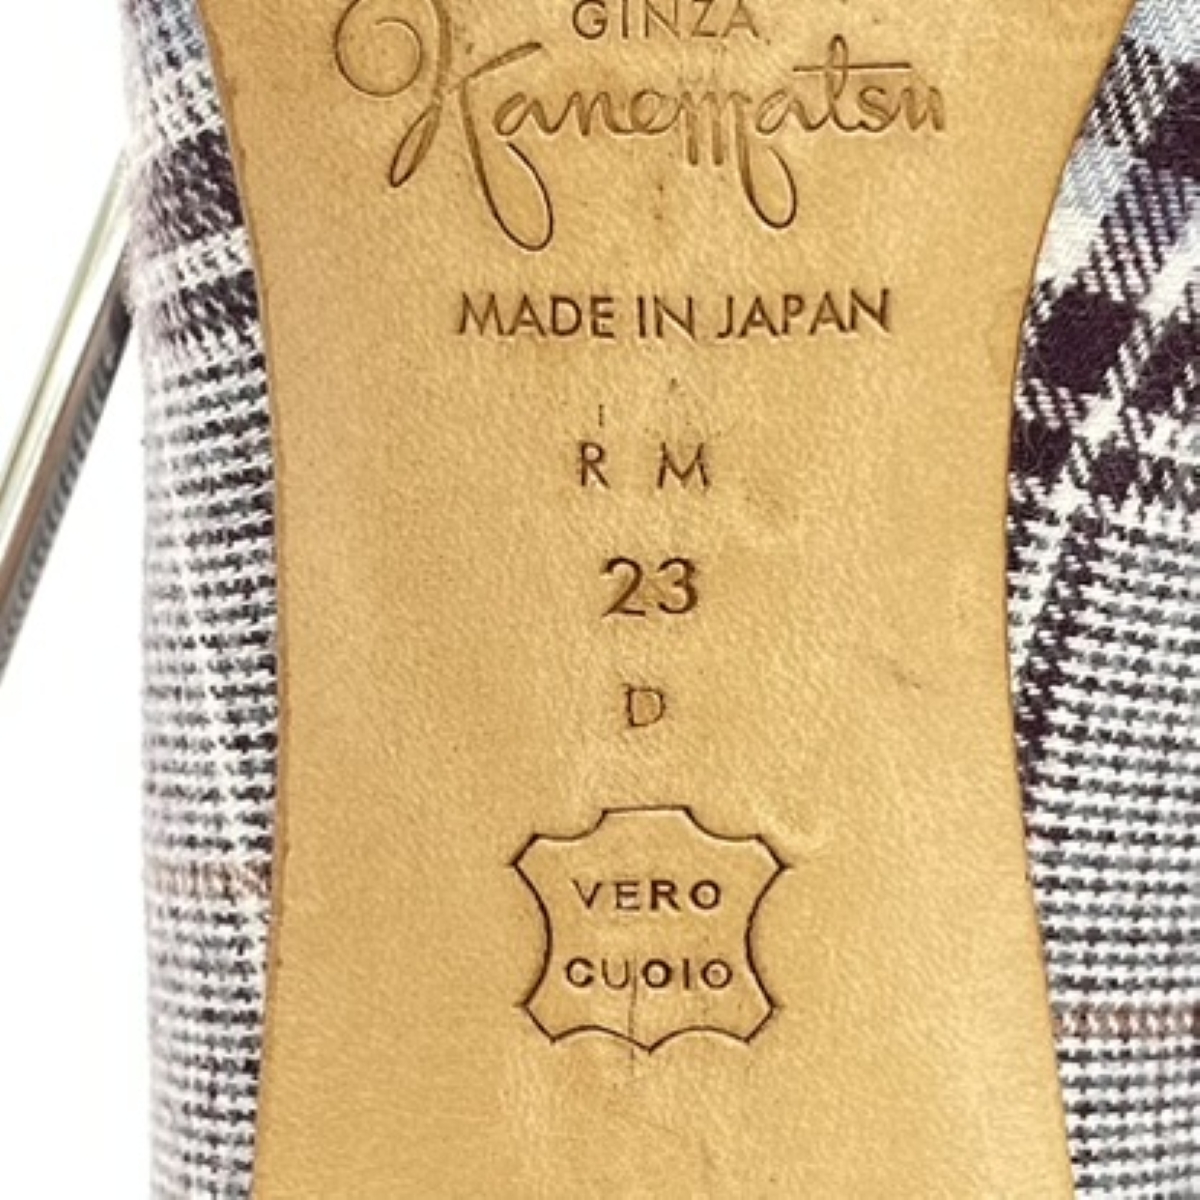 GINZA
Kanematsu
MADE IN JAPAN
R M
23
D
VERO
CUOIO